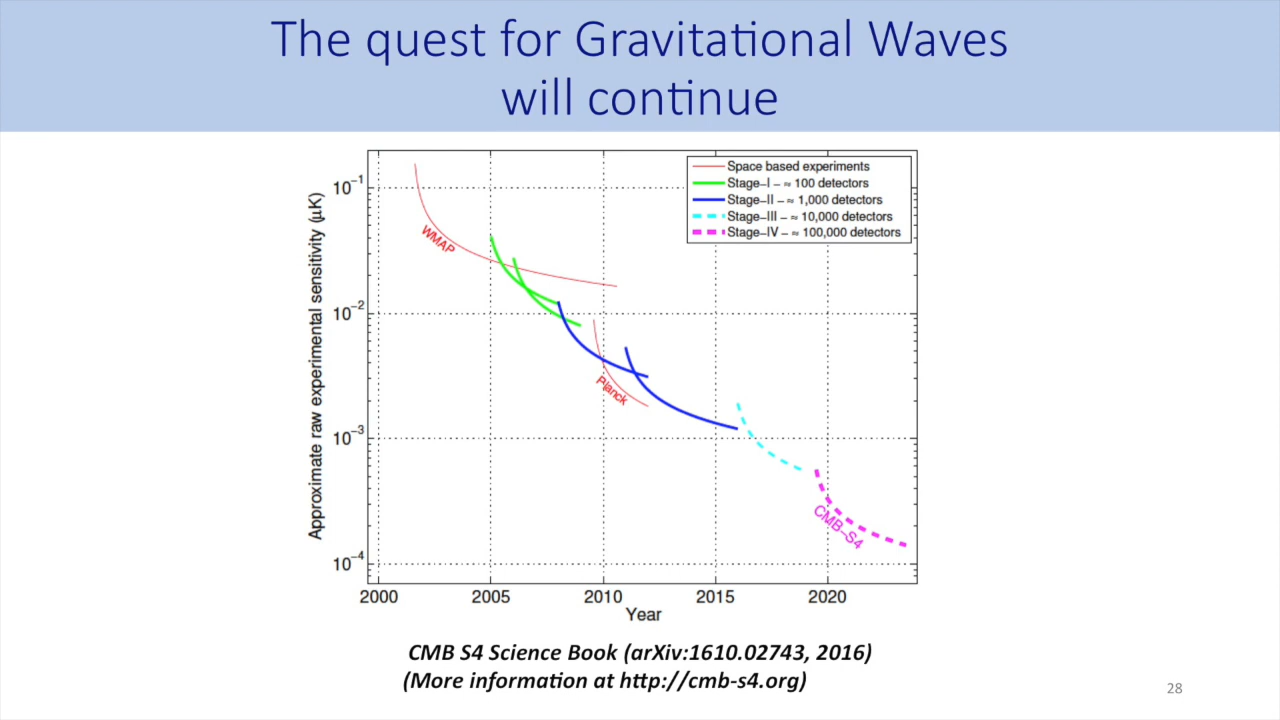 The quest for Gravitational Waves
will continue
Space based experiments
Stage–I – ≈ 100 detectors
Stage–II – ≈ 1,000 detectors
Stage–III – ≈ 10,000 detectors
Stage–IV – ≈ 100,000 detectors
Approximate raw experimental sensitivity (μK)
10⁻¹
10⁻²
10⁻³
10⁻⁴
WMAP
Planck
CMB–S4
2000 2005 2010 2015 2020
Year
CMB S4 Science Book (arXiv:1610.02743, 2016)
(More information at http://cmb-s4.org)
28